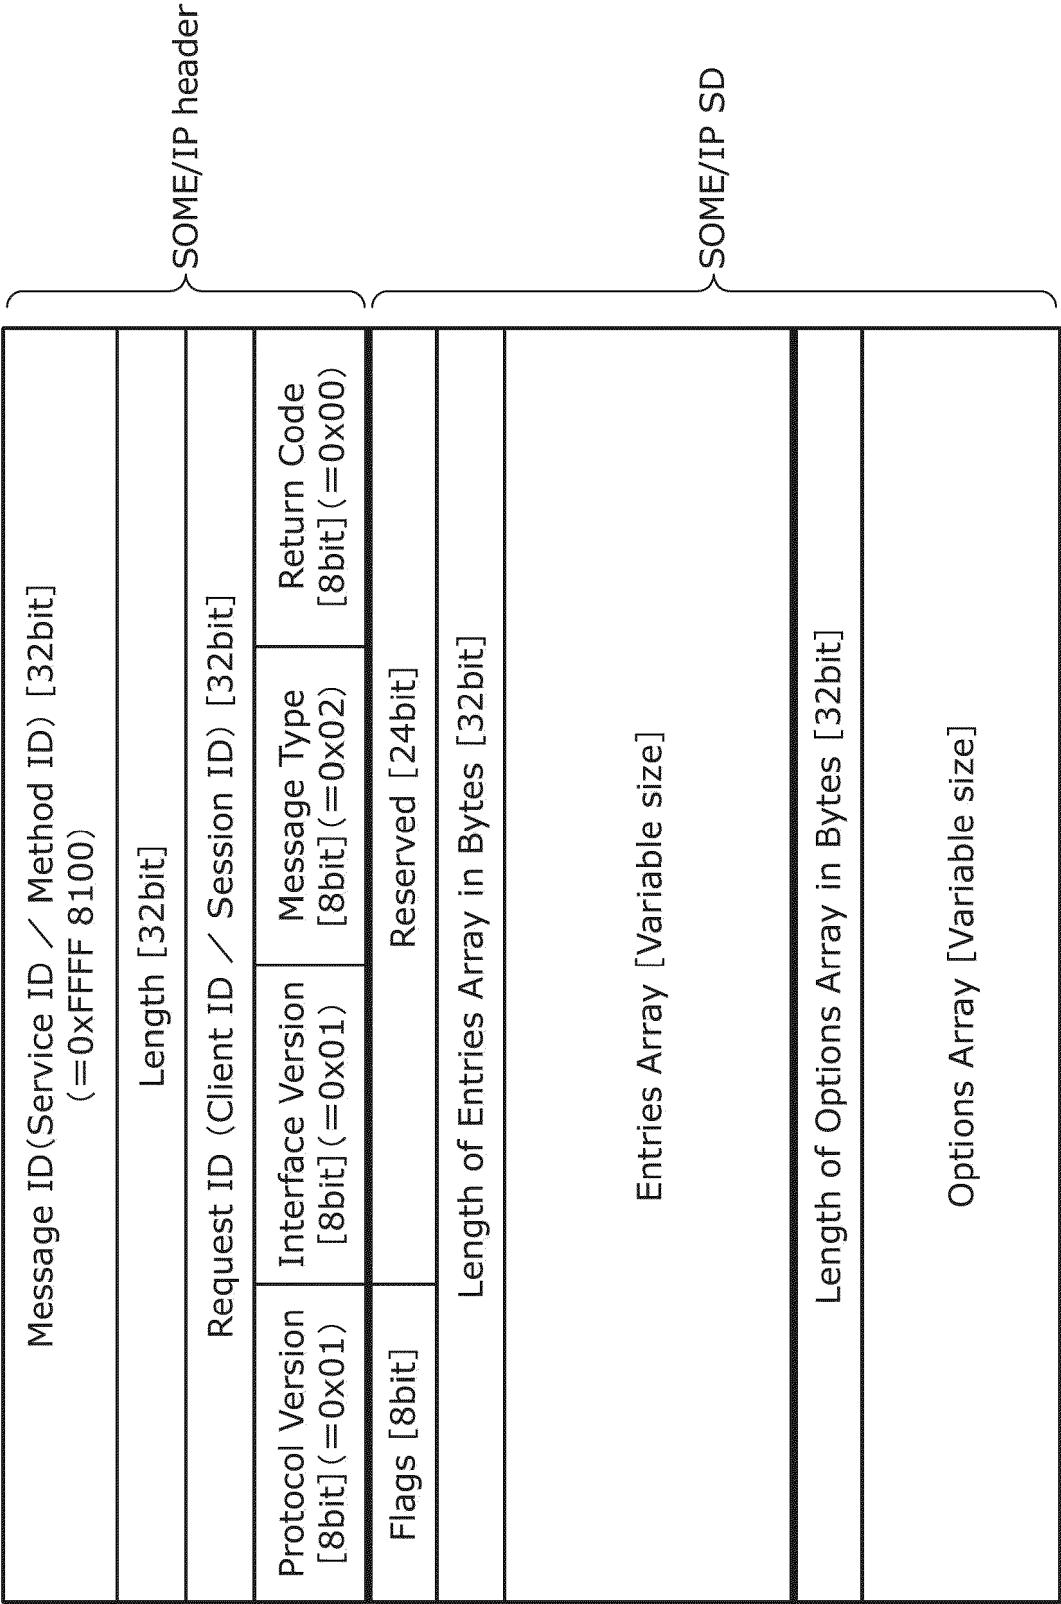 Message ID(Service ID ／ Method ID) [32bit]
(＝0xFFFF 8100)
Length [32bit]
Request ID (Client ID ／ Session ID) [32bit]
Protocol Version
[8bit](＝0x01)
Interface Version
[8bit](＝0x01)
Message Type
[8bit](＝0x02)
Return Code
[8bit](＝0x00)
SOME/IP header
Flags [8bit]
Reserved [24bit]
Length of Entries Array in Bytes [32bit]
Entries Array [Variable size]
Length of Options Array in Bytes [32bit]
Options Array [Variable size]
SOME/IP SD